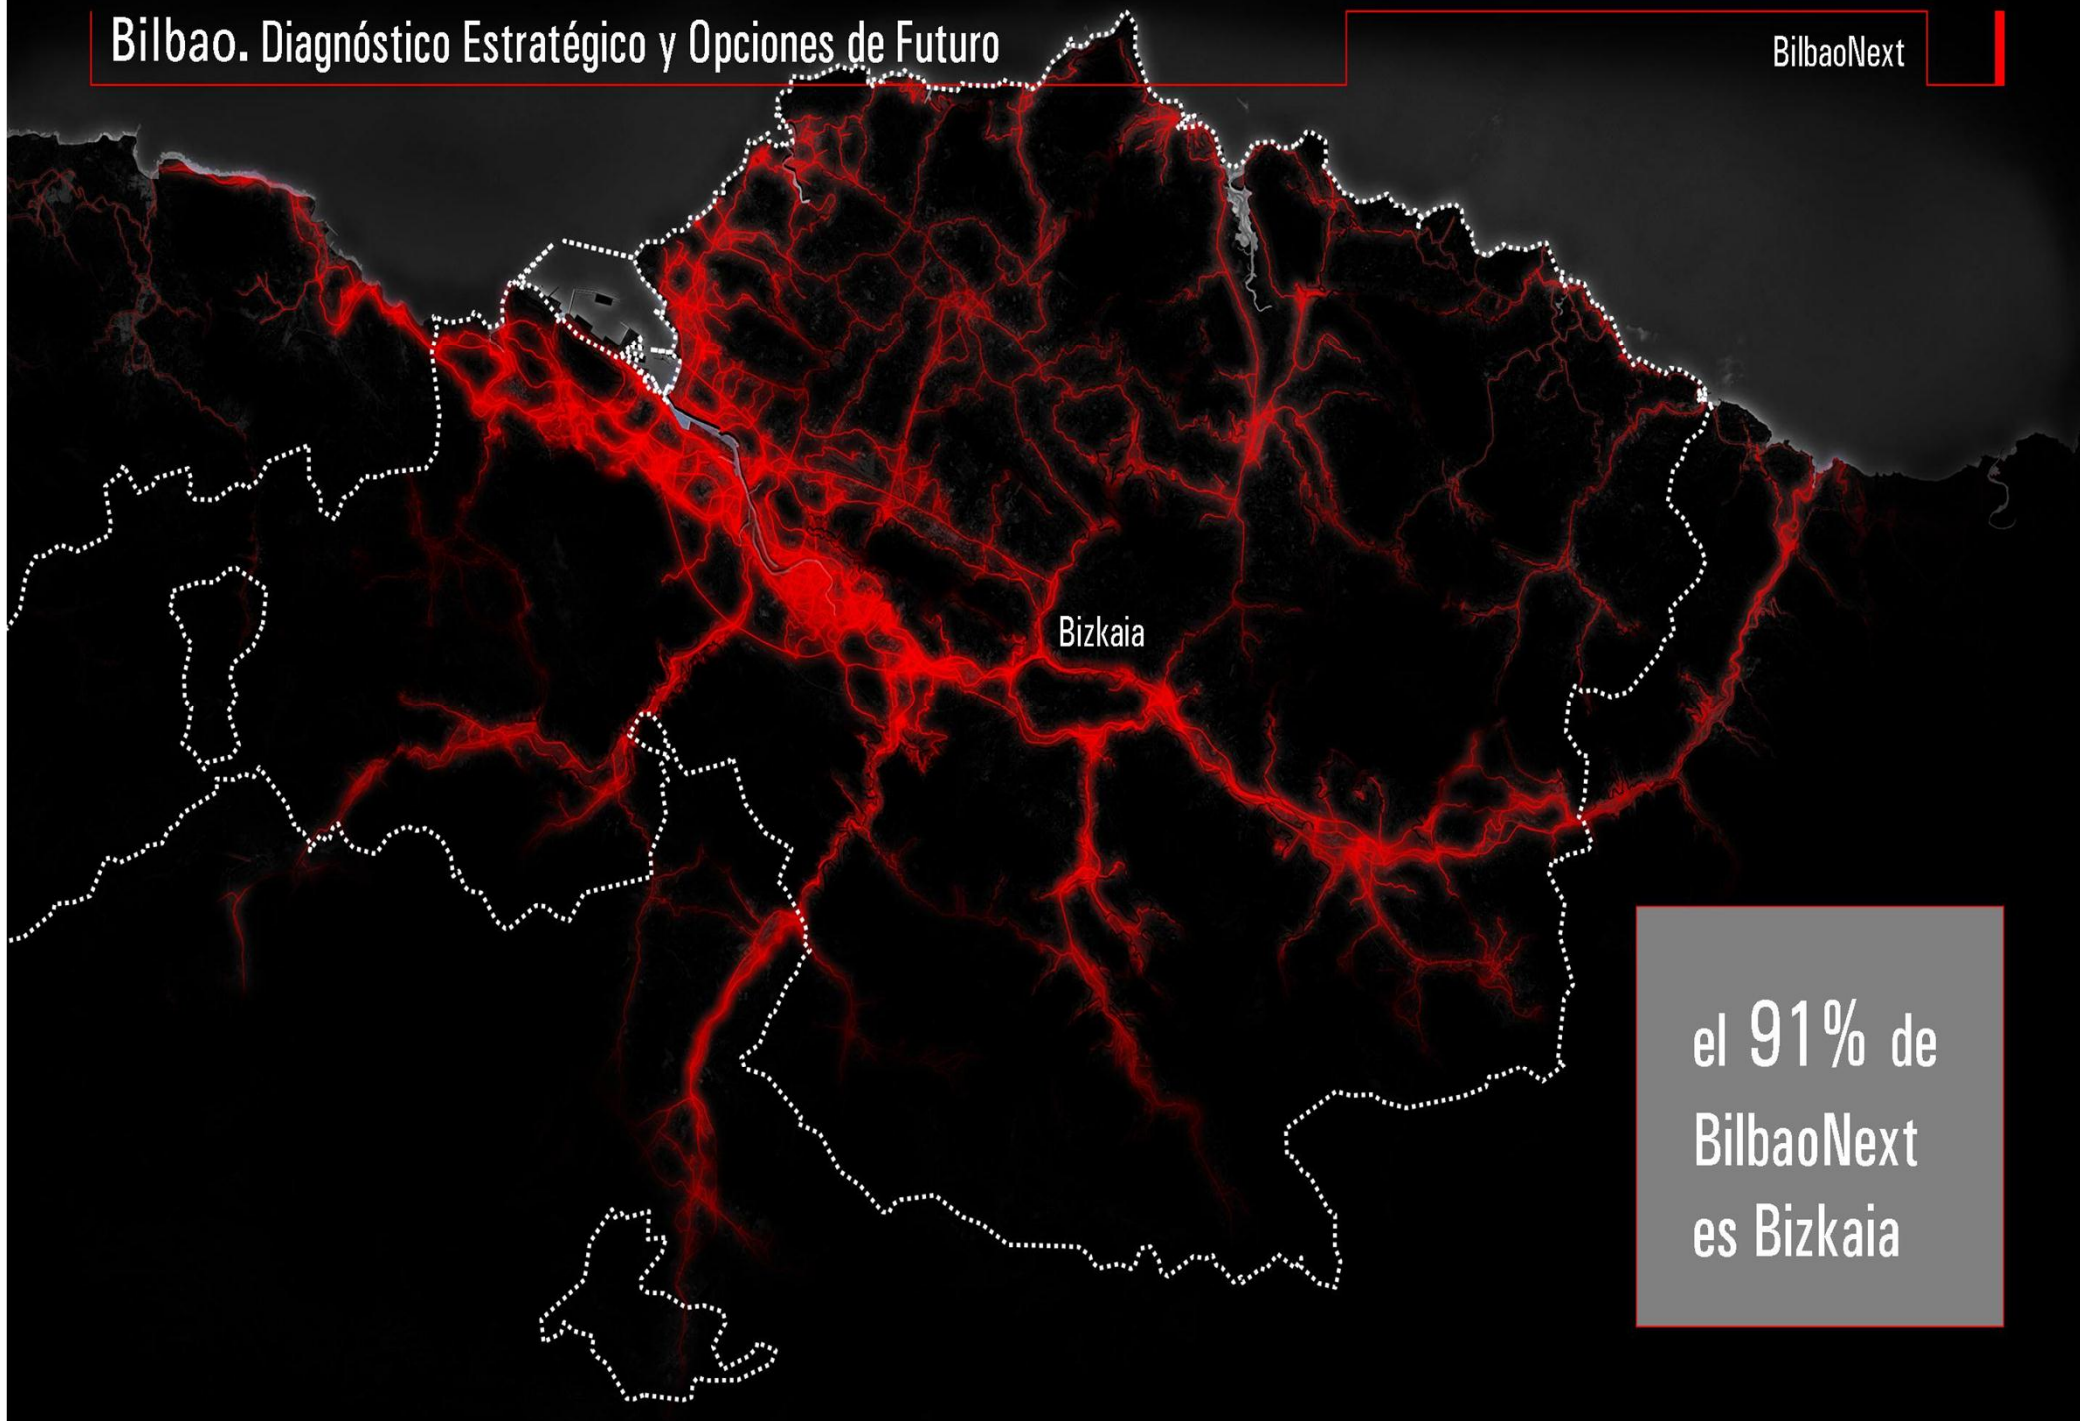 Bilbao. Diagnóstico Estratégico y Opciones de Futuro
BilbaoNext
Bizkaia
el 91% de
BilbaoNext
es Bizkaia